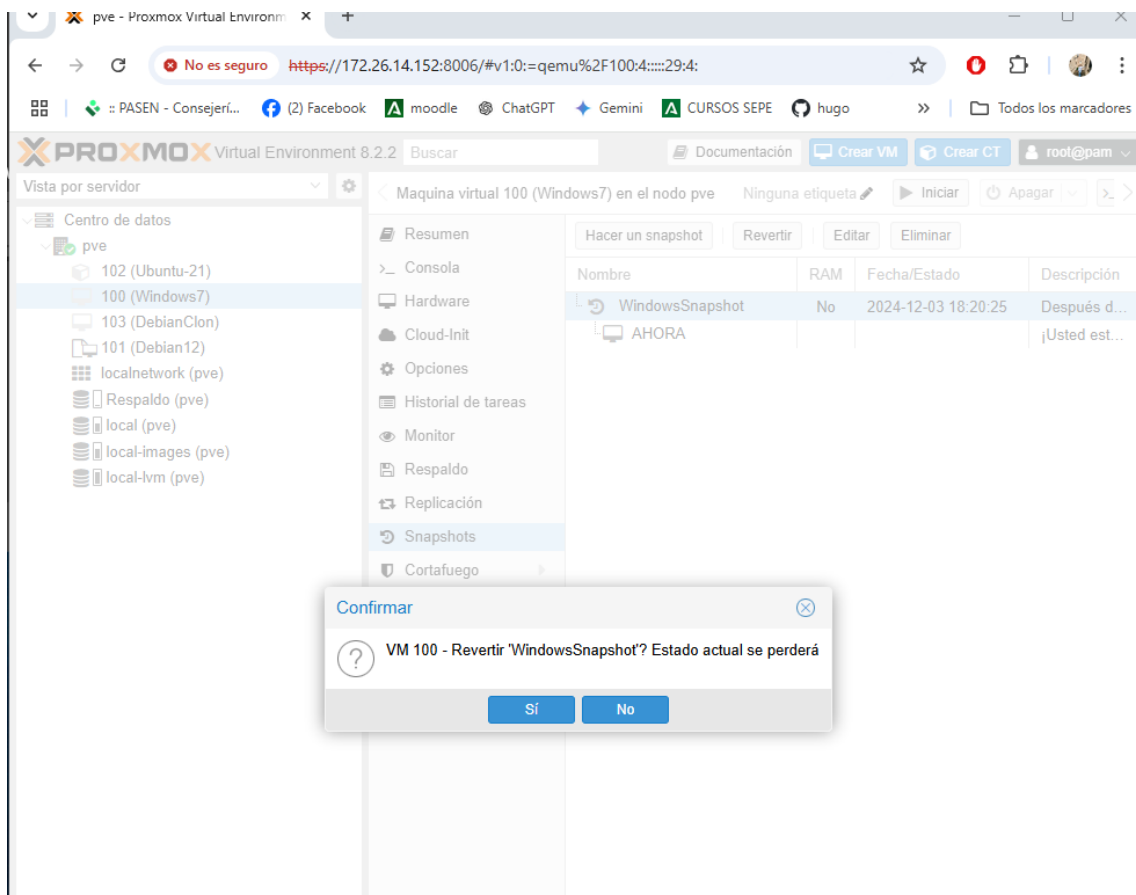 pve - Proxmox Virtual Environm
No es seguro https://172.26.14.152:8006/#v1:0:=qemu%2F100:4:::::29:4:
:: PASEN - Consejerí... (2) Facebook moodle ChatGPT Gemini CURSOS SEPE hugo » Todos los marcadores
PROXMOX Virtual Environment 8.2.2 Buscar Documentación Crear VM Crear CT root@pam
Vista por servidor
Centro de datos
pve
102 (Ubuntu-21)
100 (Windows7)
103 (DebianClon)
101 (Debian12)
localnetwork (pve)
Respaldo (pve)
local (pve)
local-images (pve)
local-lvm (pve)
Maquina virtual 100 (Windows7) en el nodo pve Ninguna etiqueta Iniciar Apagar >_
Resumen
Consola
Hardware
Cloud-Init
Opciones
Historial de tareas
Monitor
Respaldo
Replicación
Snapshots
Cortafuego
Hacer un snapshot Revertir Editar Eliminar
Nombre RAM Fecha/Estado Descripción
WindowsSnapshot No 2024-12-03 18:20:25 Después d...
AHORA ¡Usted est...
Confirmar
VM 100 - Revertir 'WindowsSnapshot'? Estado actual se perderá
Sí No